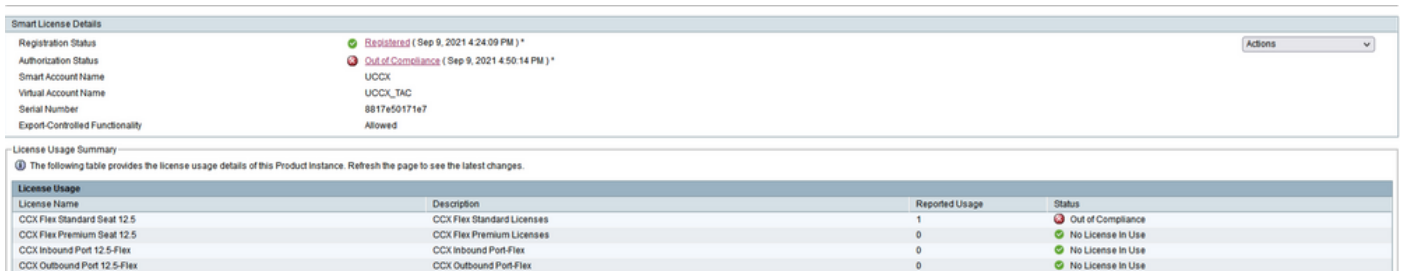 Smart License Details
Registration Status Registered ( Sep 9, 2021 4:24:09 PM ) * Actions
Authorization Status Out of Compliance ( Sep 9, 2021 4:50:14 PM ) *
Smart Account Name UCCX
Virtual Account Name UCCX_TAC
Serial Number 8817e50171e7
Export-Controlled Functionality Allowed
License Usage Summary
The following table provides the license usage details of this Product Instance. Refresh the page to see the latest changes.
License Usage
License Name Description Reported Usage Status
CCX Flex Standard Seat 12.5 CCX Flex Standard Licenses 1 Out of Compliance
CCX Flex Premium Seat 12.5 CCX Flex Premium Licenses 0 No License In Use
CCX Inbound Port 12.5-Flex CCX Inbound Port-Flex 0 No License In Use
CCX Outbound Port 12.5-Flex CCX Outbound Port-Flex 0 No License In Use